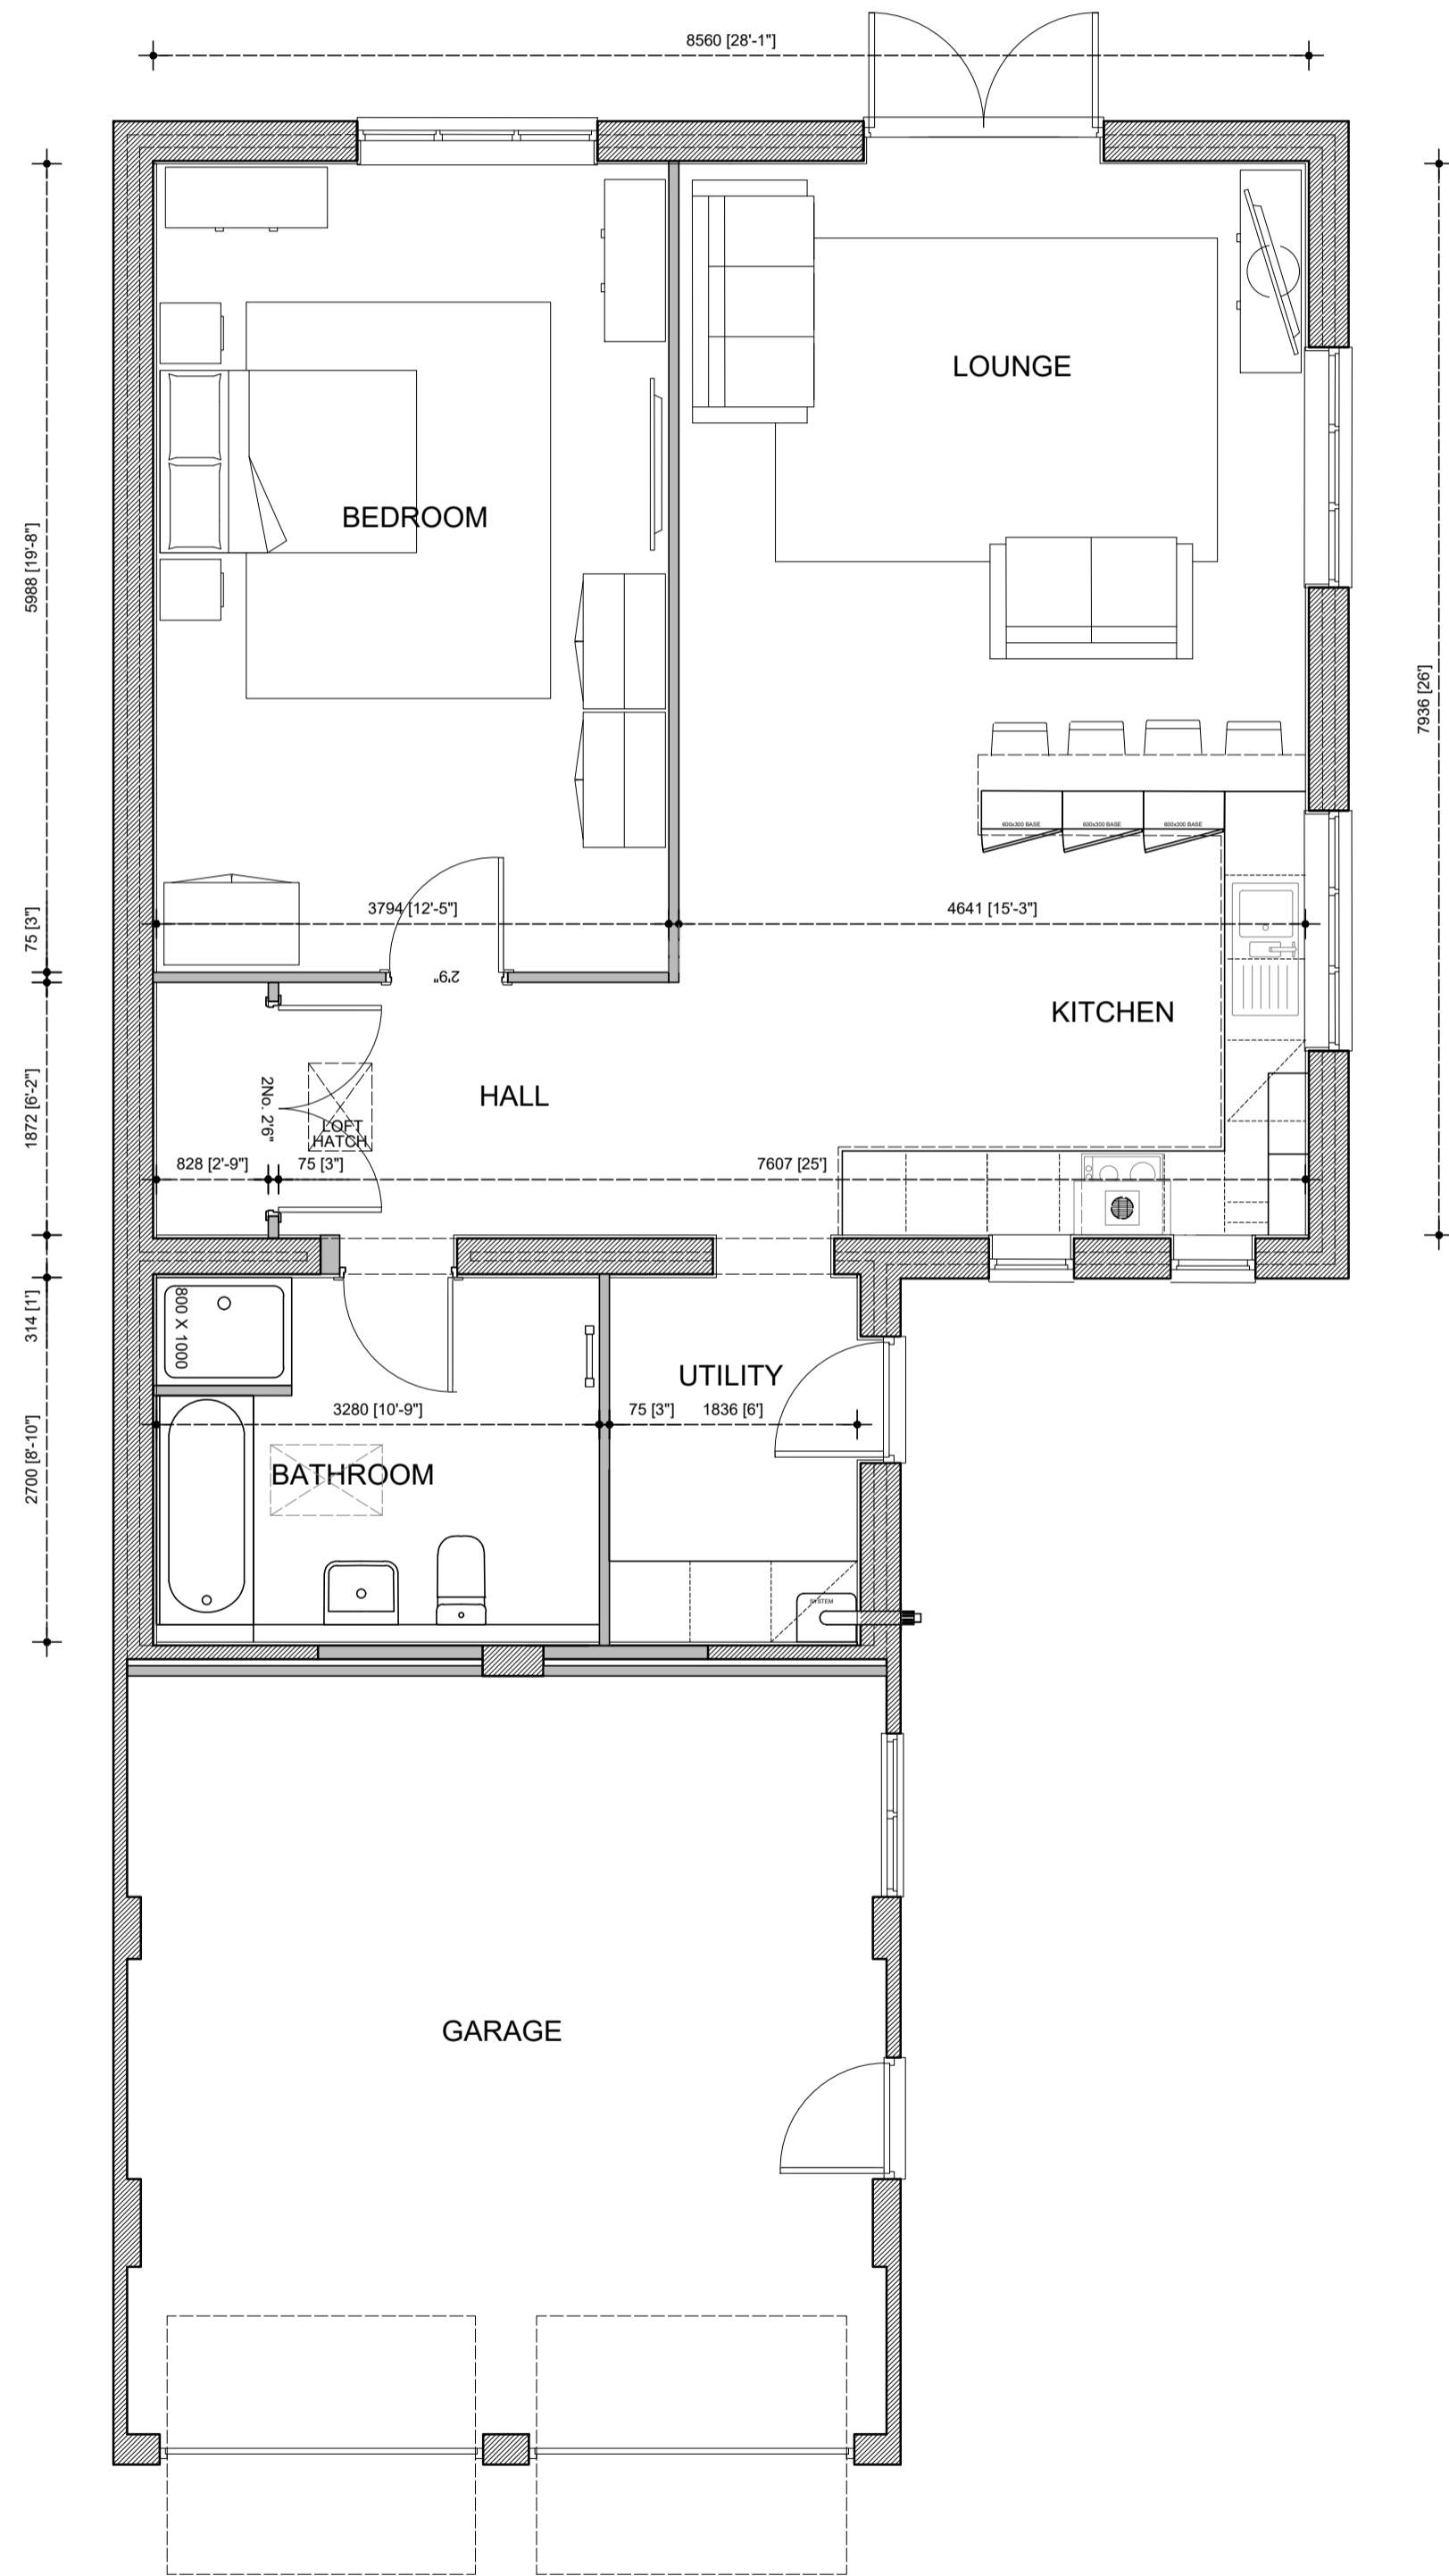 8560 [28'-1"]
LOUNGE
BEDROOM
5988 [19'-8"]
7936 [26']
600x300 BASE
600x300 BASE
600x300 BASE
3794 [12'-5"]
4641 [15'-3"]
75 [3"]
2'9"
KITCHEN
HALL
1872 [6'-2"]
2No. 2'6"
LOFT
HATCH
828 [2'-9"]
75 [3"]
7607 [25']
314 [1']
800 X 1000
UTILITY
3280 [10'-9"]
75 [3"]
1836 [6']
2700 [8'-10"]
BATHROOM
SYSTEM
GARAGE